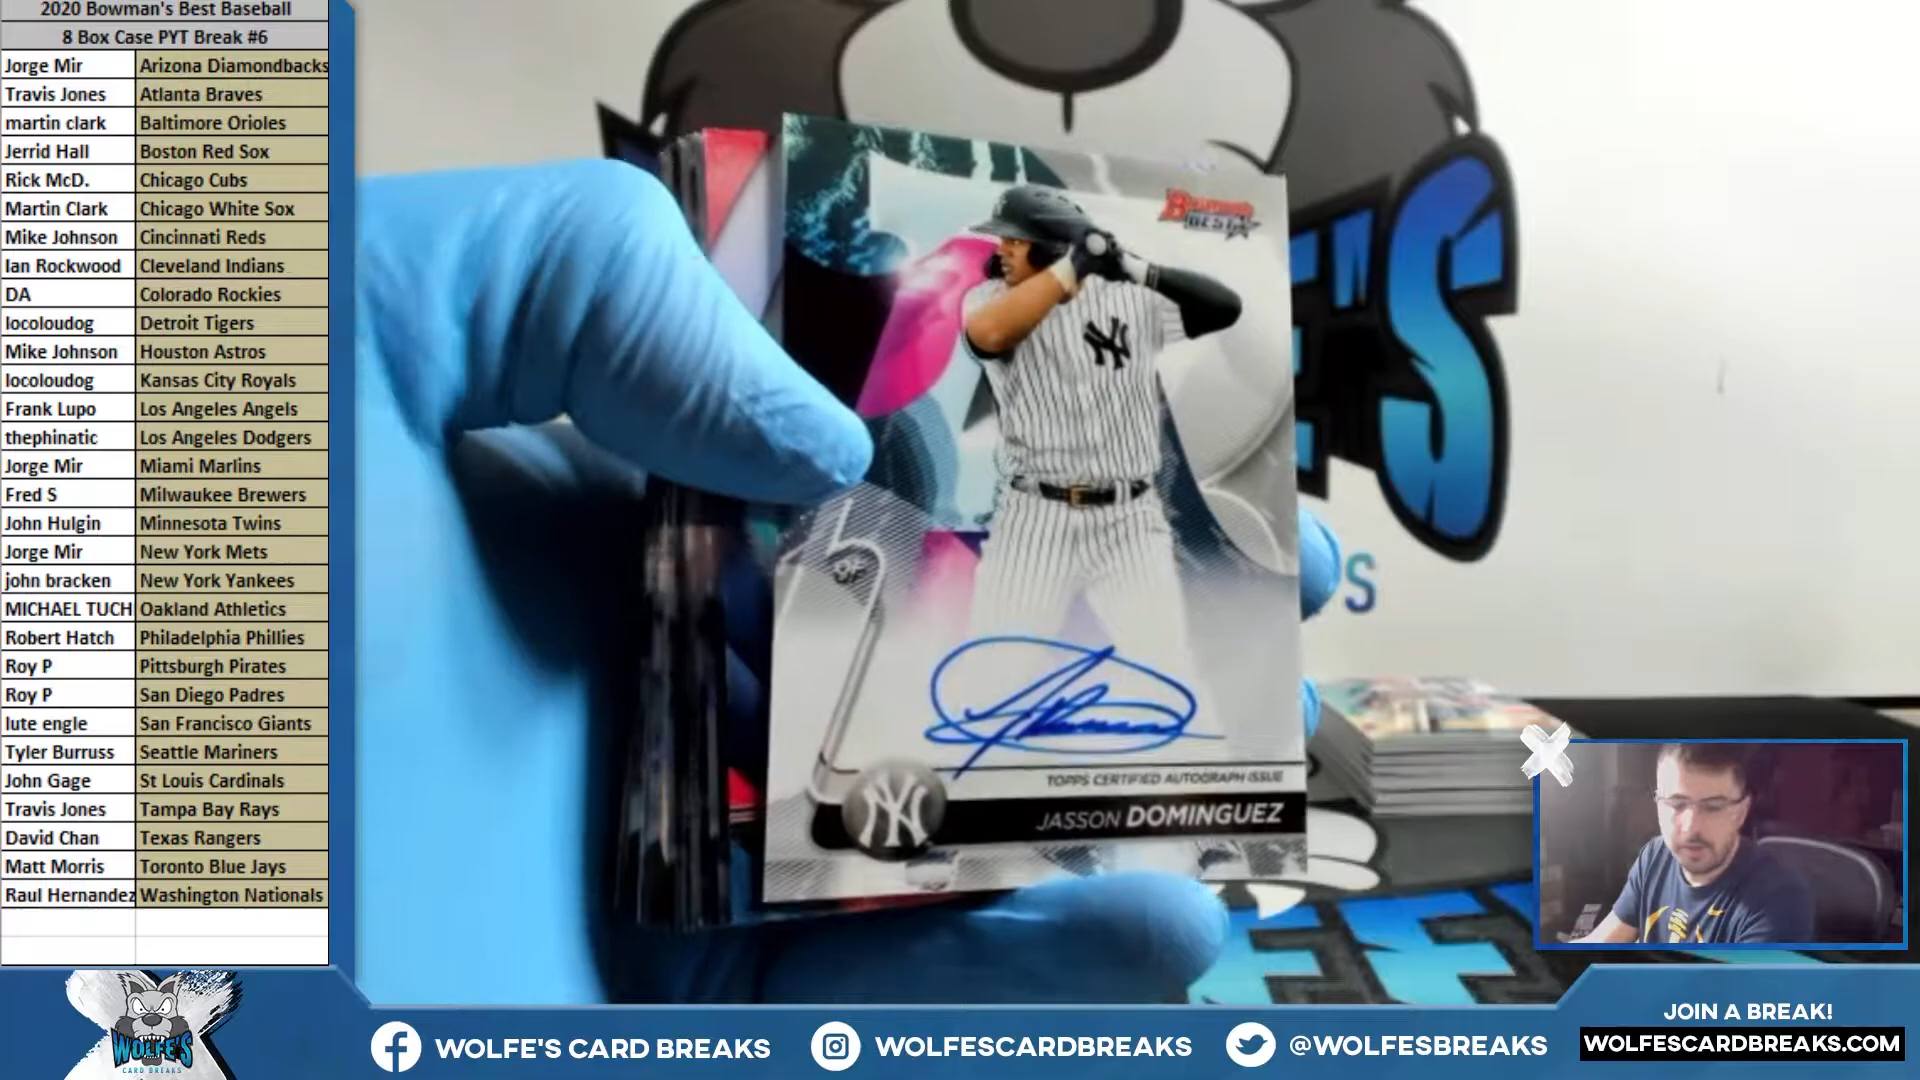 2020 Bowman's Best Baseball
8 Box Case PYT Break #6
Jorge Mir Arizona Diamondbacks
Travis Jones Atlanta Braves
martin clark Baltimore Orioles
Jerrid Hall Boston Red Sox
Rick McD. Chicago Cubs
Martin Clark Chicago White Sox
Mike Johnson Cincinnati Reds
Ian Rockwood Cleveland Indians
DA Colorado Rockies
locoloudog Detroit Tigers
Mike Johnson Houston Astros
locoloudog Kansas City Royals
Frank Lupo Los Angeles Angels
thephinatic Los Angeles Dodgers
Jorge Mir Miami Marlins
Fred S Milwaukee Brewers
John Hulgin Minnesota Twins
Jorge Mir New York Mets
john bracken New York Yankees
MICHAEL TUCH Oakland Athletics
Robert Hatch Philadelphia Phillies
Roy P Pittsburgh Pirates
Roy P San Diego Padres
lute engle San Francisco Giants
Tyler Burruss Seattle Mariners
John Gage St Louis Cardinals
Travis Jones Tampa Bay Rays
David Chan Texas Rangers
Matt Morris Toronto Blue Jays
Raul Hernandez Washington Nationals
BOWMAN'S
BEST
NY
OF
TOPPS CERTIFIED AUTOGRAPH ISSUE
NY
JASSON DOMINGUEZ
E'S
S
WOLFE'S
CARD BREAKS
WOLFE'S CARD BREAKS
WOLFESCARDBREAKS
@WOLFESBREAKS
JOIN A BREAK!
WOLFESCARDBREAKS.COM